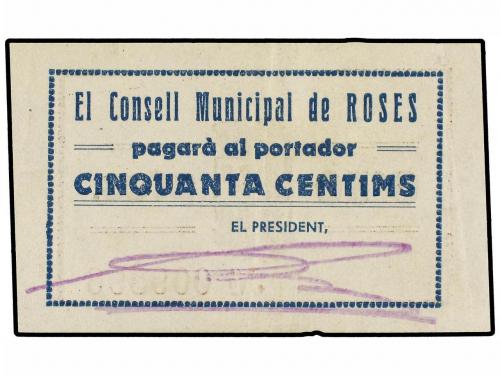 El Consell Municipal de ROSES
pagarà al portador
CINQUANTA CENTIMS
EL PRESIDENT,